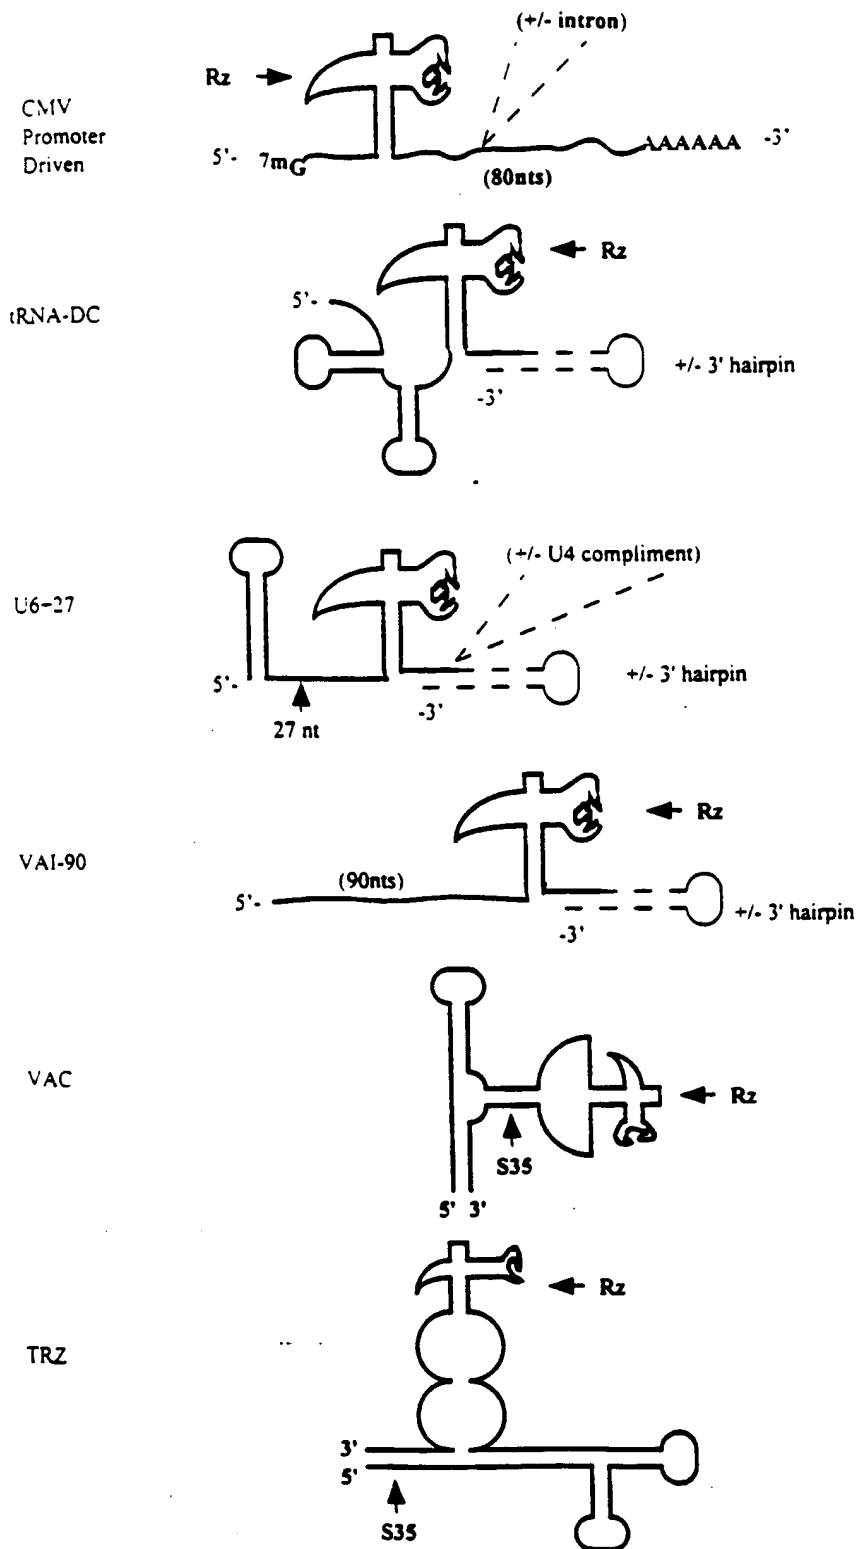 (+/- intron)
Rz
CMV
Promoter
Driven
5'- 7mG AAAAAA -3'
(80nts)
Rz
5'-
tRNA-DC
+/- 3' hairpin
-3'
(+/- U4 compliment)
U6+27
+/- 3' hairpin
5'-
-3'
27 nt
Rz
VAI-90
(90nts)
5'-
+/- 3' hairpin
-3'
VAC
Rz
S35
5' 3'
Rz
TRZ
3'
5'
S35